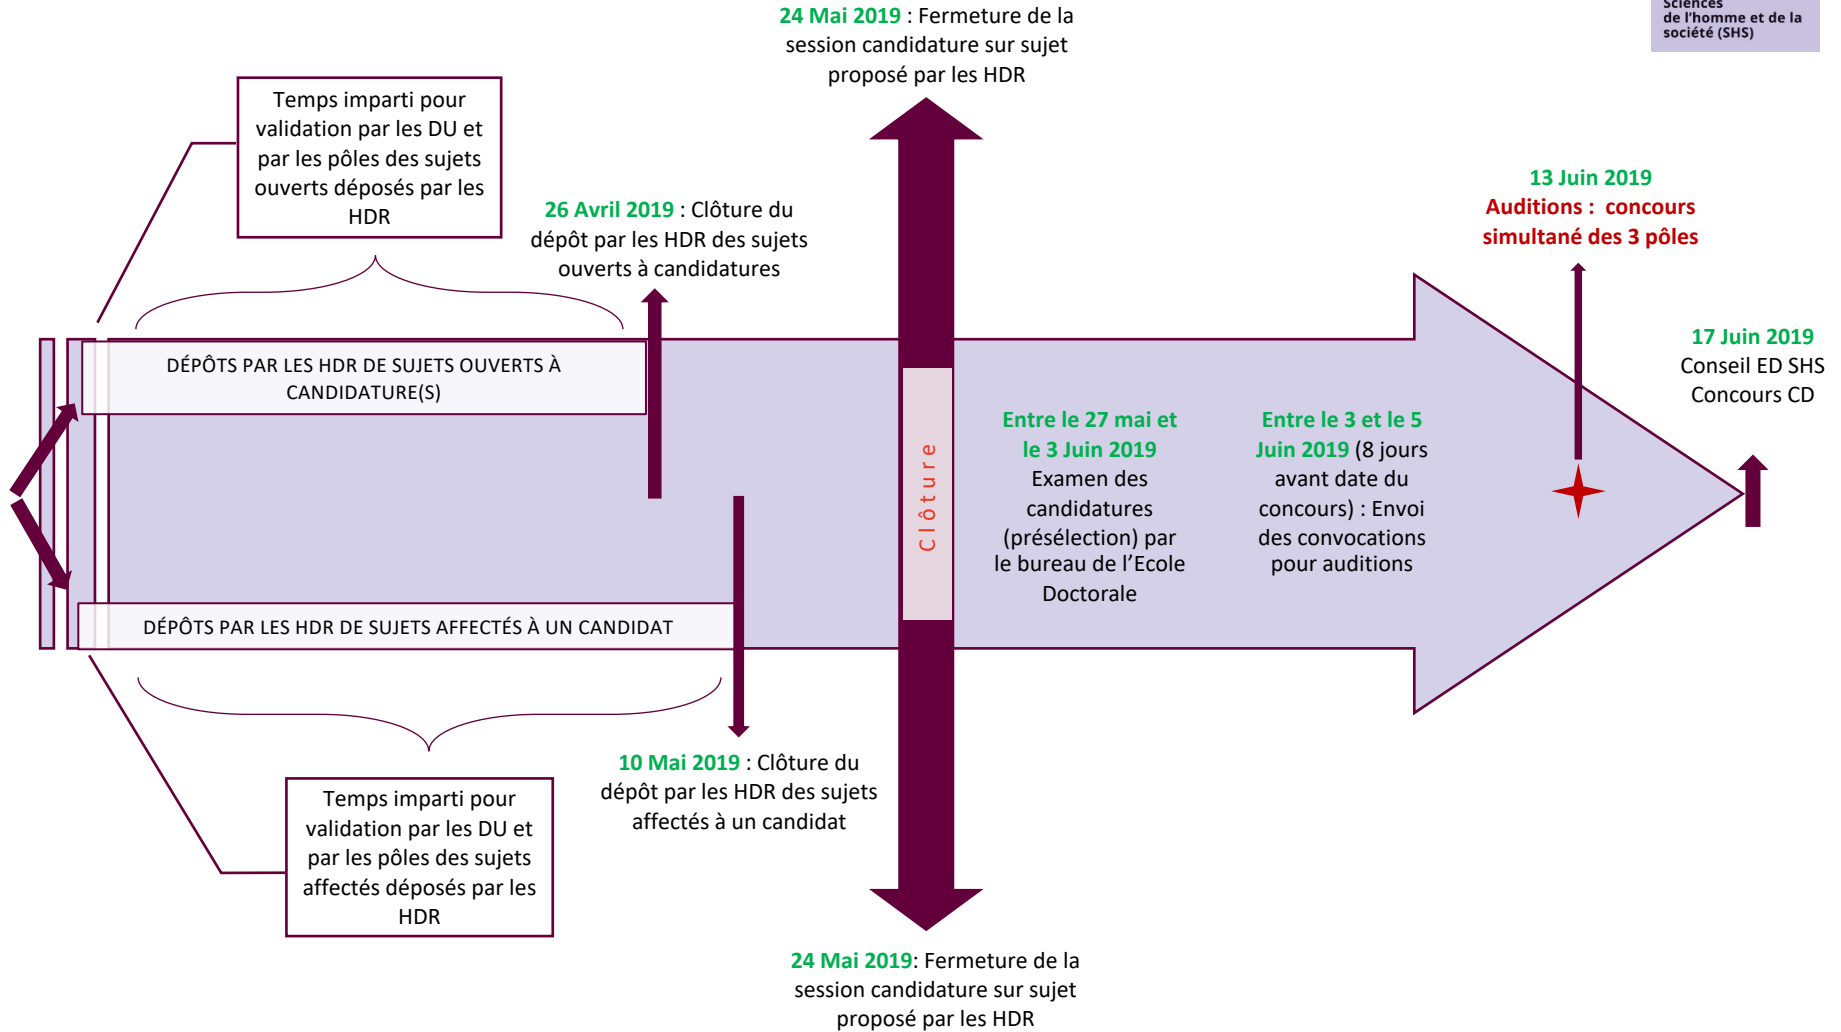 24 Mai 2019 : Fermeture de la
session candidature sur sujet
proposé par les HDR
Sciences
de l'homme et de la
société (SHS)
Temps imparti pour
validation par les DU et
par les pôles des sujets
ouverts déposés par les
HDR
26 Avril 2019 : Clôture du
dépôt par les HDR des sujets
ouverts à candidatures
13 Juin 2019
Auditions :  concours
simultané des 3 pôles
17 Juin 2019
Conseil ED SHS
Concours CD
DÉPÔTS PAR LES HDR DE SUJETS OUVERTS À
CANDIDATURE(S)
Clôture
Entre le 27 mai et
le 3 Juin 2019
Examen des
candidatures
(présélection) par
le bureau de l'Ecole
Doctorale
Entre le 3 et le 5
Juin 2019 (8 jours
avant date du
concours) : Envoi
des convocations
pour auditions
DÉPÔTS PAR LES HDR DE SUJETS AFFECTÉS À UN CANDIDAT
10 Mai 2019 : Clôture du
dépôt par les HDR des sujets
affectés à un candidat
Temps imparti pour
validation par les DU et
par les pôles des sujets
affectés déposés par les
HDR
24 Mai 2019: Fermeture de la
session candidature sur sujet
proposé par les HDR